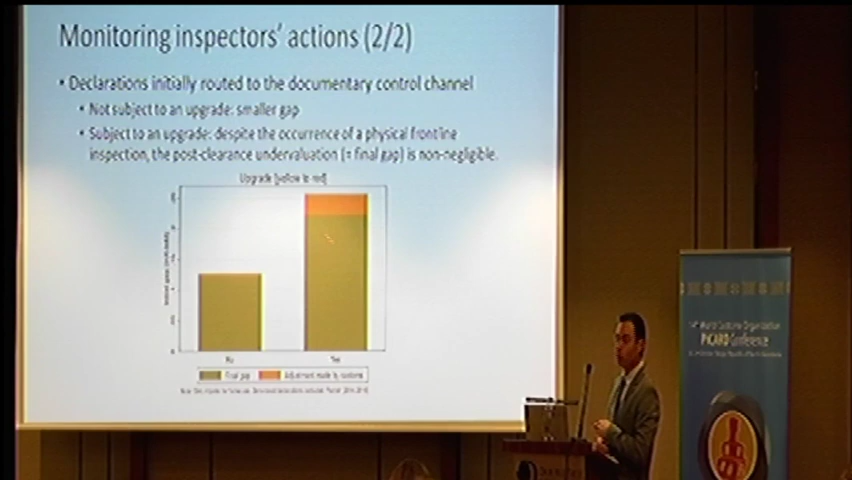 Monitoring inspectors' actions (2/2)
• Declarations initially routed to the documentary control channel
• Not subject to an upgrade: smaller gap
• Subject to an upgrade: despite the occurrence of a physical frontline
inspection, the post-clearance undervaluation (= final gap) is non-negligible.
Upgrade [yellow to red]
No
Yes
Final gap
Adjustment made by customs
14th World Customs Organization
PICARD Conference